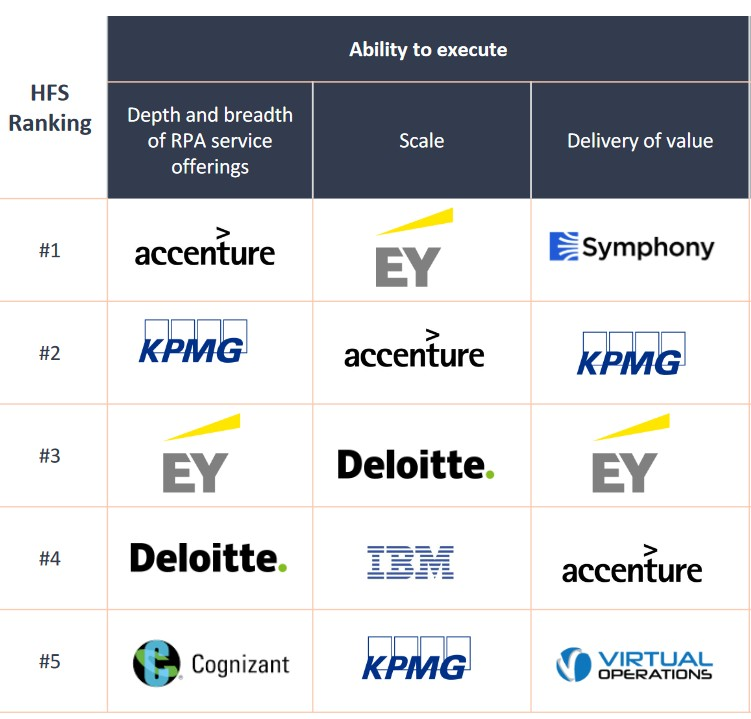 HFS
Ranking
Ability to execute
Depth and breadth
of RPA service
offerings
Scale
Delivery of value
#1
accenture
EY
Symphony
#2
KPMG
accenture
KPMG
#3
EY
Deloitte.
EY
#4
Deloitte.
IBM
accenture
#5
Cognizant
KPMG
VIRTUAL
OPERATIONS